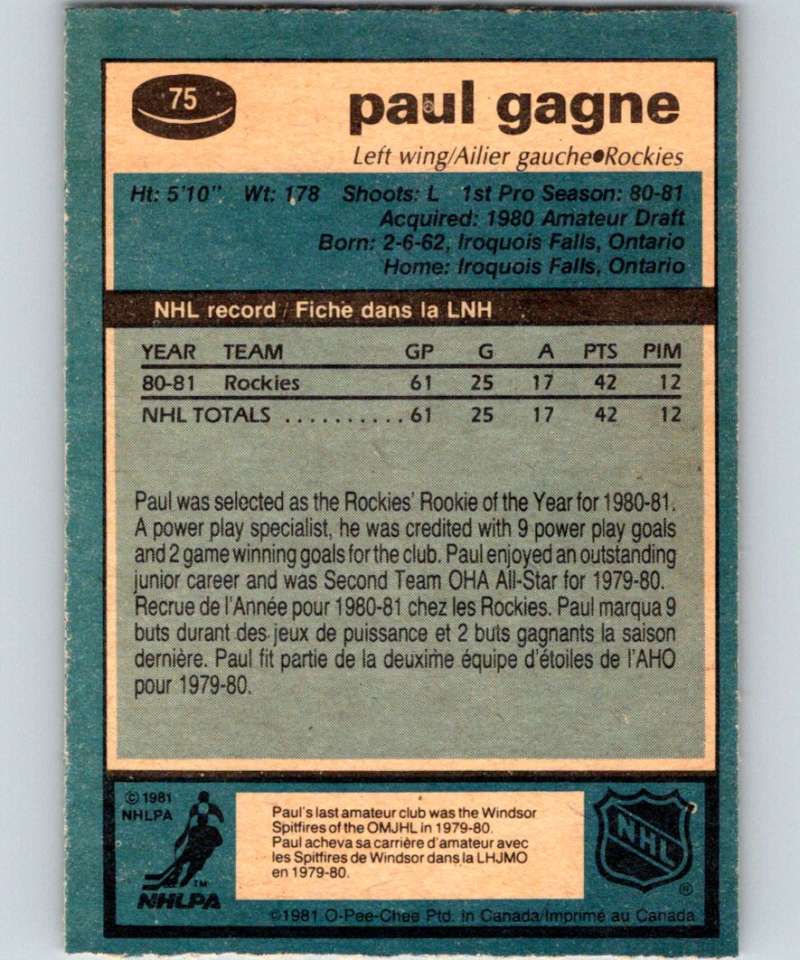 75
paul gagne
Left wing/Ailier gauche●Rockies
Ht: 5'10" Wt: 178 Shoots: L 1st Pro Season: 80-81
Acquired: 1980 Amateur Draft
Born: 2-6-62, Iroquois Falls, Ontario
Home: Iroquois Falls, Ontario
NHL record / Fiche dans la LNH
YEAR TEAM GP G A PTS PIM
80-81 Rockies 61 25 17 42 12
NHL TOTALS .......... 61 25 17 42 12
Paul was selected as the Rockies' Rookie of the Year for 1980-81.
A power play specialist, he was credited with 9 power play goals
and 2 game winning goals for the club. Paul enjoyed an outstanding
junior career and was Second Team OHA All-Star for 1979-80.
Recrue de l'Année pour 1980-81 chez les Rockies. Paul marqua 9
buts durant des jeux de puissance et 2 buts gagnants la saison
dernière. Paul fit partie de la deuxime équipe d'étoiles de l'AHO
pour 1979-80.
© 1981
NHLPA
TM
NHLPA
Paul's last amateur club was the Windsor
Spitfires of the OMJHL in 1979-80.
Paul acheva sa carrière d'amateur avec
les Spitfires de Windsor dans la LHJMO
en 1979-80.
NHL
®
©1981 O-Pee-Chee Ptd. in Canada/Imprimé au Canada